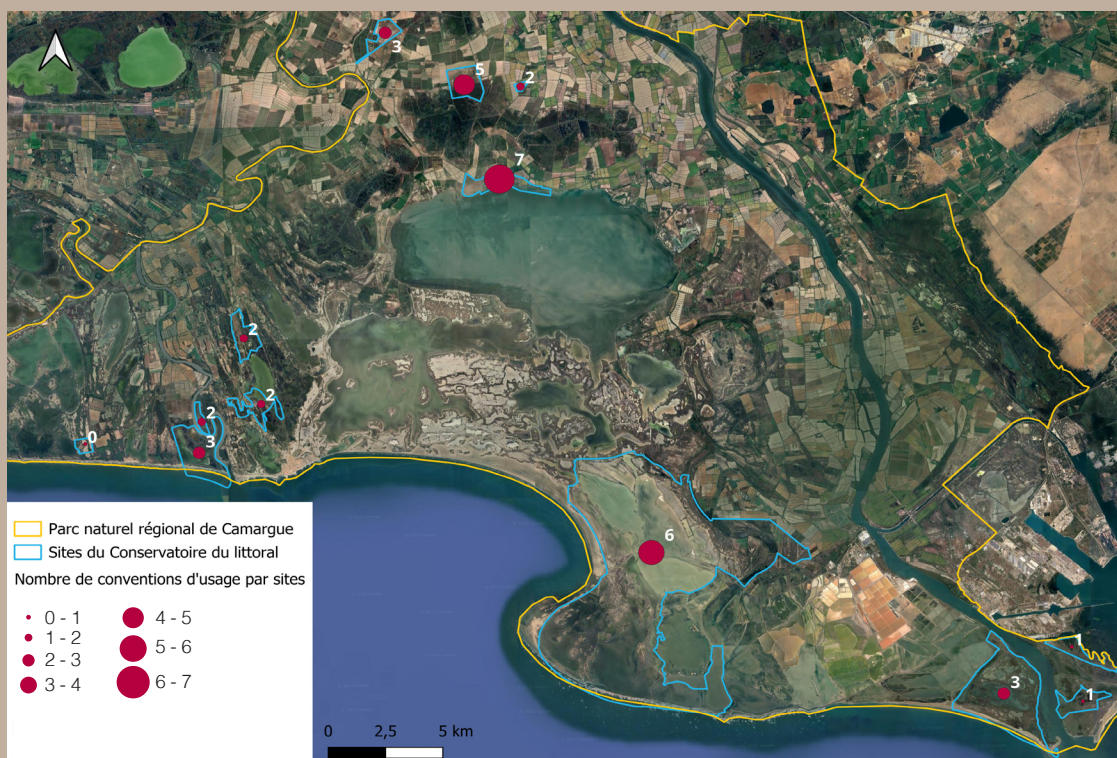 3
5
2
7
2
2
2
0
3
6
1
3
1
Parc naturel régional de Camargue
Sites du Conservatoire du littoral
Nombre de conventions d'usage par sites
0 - 1
1 - 2
2 - 3
3 - 4
4 - 5
5 - 6
6 - 7
0 2,5 5 km